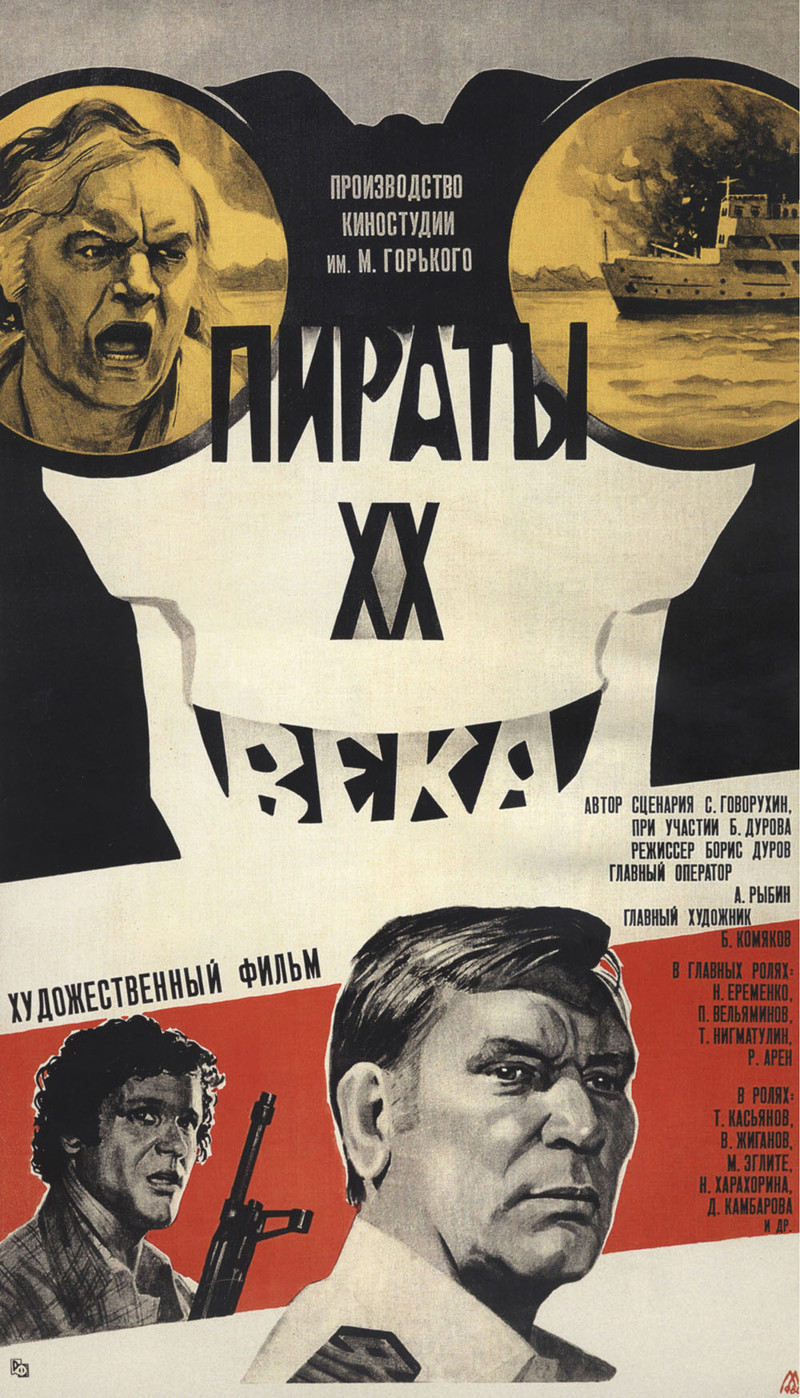 ПРОИЗВОДСТВО
КИНОСТУДИИ
ИМ. М. ГОРЬКОГО
ПИРАТЫ
XX
ВЕКА
АВТОР СЦЕНАРИЯ С. ГОВОРУХИН,
ПРИ УЧАСТИИ Б. ДУРОВА
РЕЖИССЕР БОРИС ДУРОВ
ГЛАВНЫЙ ОПЕРАТОР
А. РЫБИН
ГЛАВНЫЙ ХУДОЖНИК
Б. КОМЯКОВ
ХУДОЖЕСТВЕННЫЙ ФИЛЬМ
В ГЛАВНЫХ РОЛЯХ:
Н. ЕРЕМЕНКО,
П. ВЕЛЬЯМИНОВ,
Т. НИГМАТУЛИН,
Р. АРЕН
В РОЛЯХ:
Т. КАСЬЯНОВ,
В. ЖИГАНОВ,
М. ЭГЛИТЕ,
Н. ХАРАХОРИНА,
Д. КАМБАРОВА
И ДР.